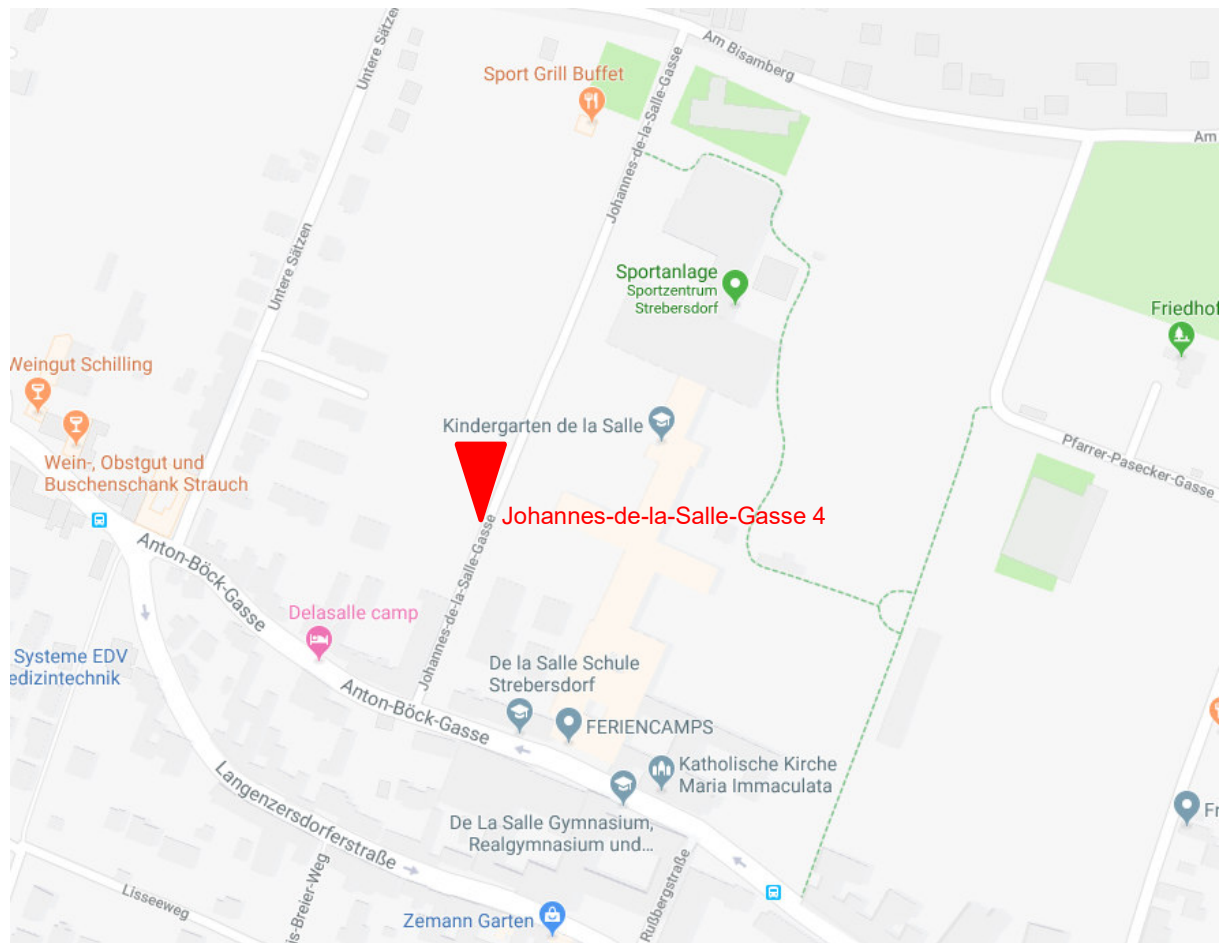 Untere Sätzen
Am Bisamberg
Sport Grill Buffet
Johannes-de-la-Salle-Gasse
Am
Untere Sätzen
Sportanlage
Sportzentrum
Strebersdorf
Friedhof
Weingut Schilling
Kindergarten de la Salle
Pfarrer-Pasecker-Gasse
Wein-, Obstgut und
Buschenschank Strauch
Johannes-de-la-Salle-Gasse 4
Johannes-de-la-Salle-Gasse
Anton-Böck-Gasse
Delasalle camp
Systeme EDV
edizintechnik
De la Salle Schule
Strebersdorf
Anton-Böck-Gasse
FERIENCAMPS
Katholische Kirche
Maria Immaculata
Langenzersdorferstraße
De La Salle Gymnasium,
Realgymnasium und...
Fr
Lisseeweg
is-Breier-Weg
Rußbergstraße
Zemann Garten